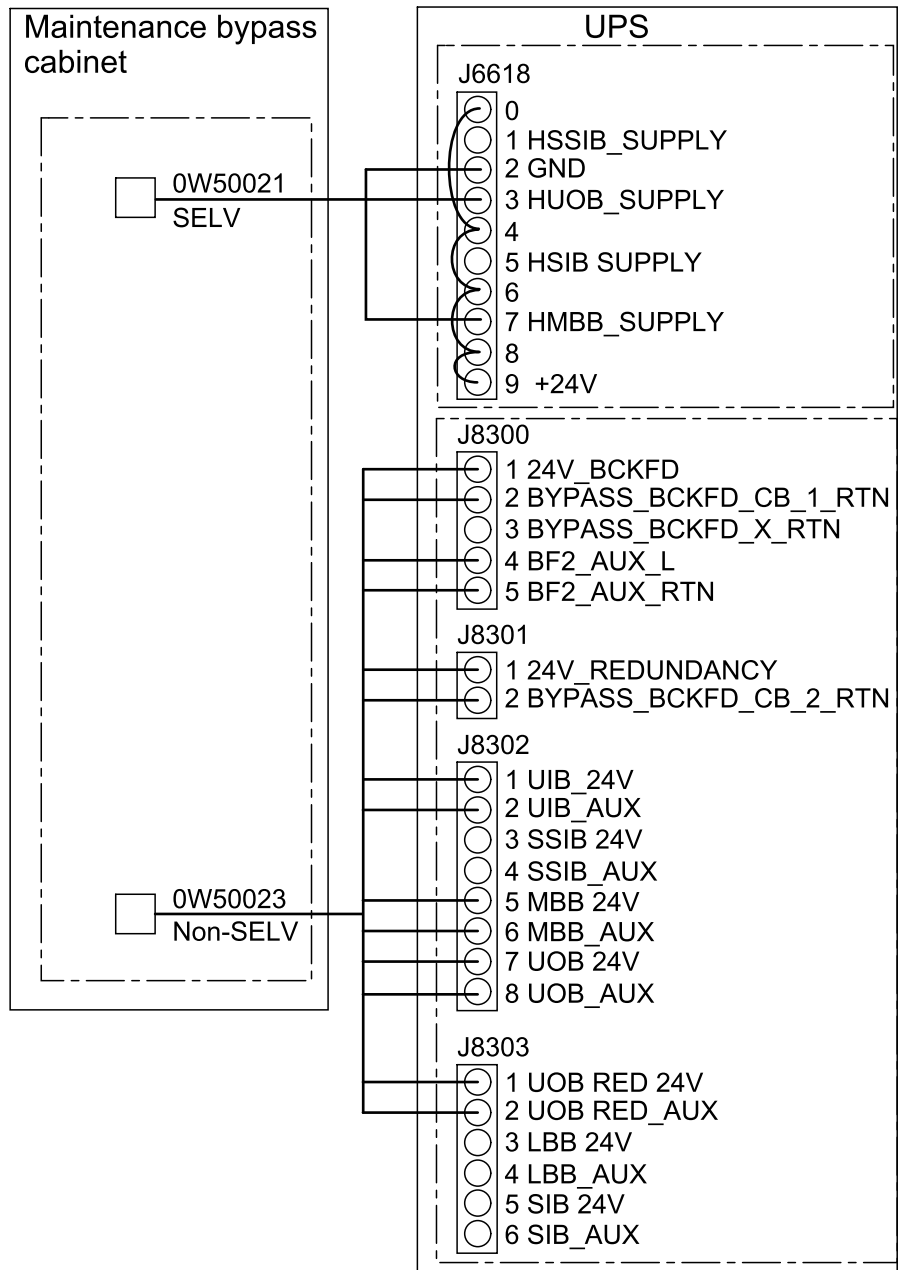 Maintenance bypass
cabinet
0W50021
SELV
0W50023
Non-SELV
UPS
J6618
0
1 HSSIB_SUPPLY
2 GND
3 HUOB_SUPPLY
4
5 HSIB SUPPLY
6
7 HMBB_SUPPLY
8
9 +24V
J8300
1 24V_BCKFD
2 BYPASS_BCKFD_CB_1_RTN
3 BYPASS_BCKFD_X_RTN
4 BF2_AUX_L
5 BF2_AUX_RTN
J8301
1 24V_REDUNDANCY
2 BYPASS_BCKFD_CB_2_RTN
J8302
1 UIB_24V
2 UIB_AUX
3 SSIB 24V
4 SSIB_AUX
5 MBB 24V
6 MBB_AUX
7 UOB 24V
8 UOB_AUX
J8303
1 UOB RED 24V
2 UOB RED_AUX
3 LBB 24V
4 LBB_AUX
5 SIB 24V
6 SIB_AUX